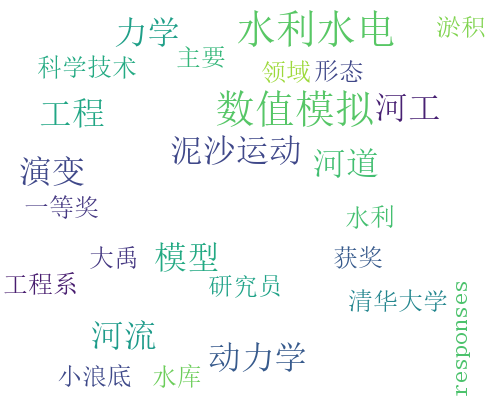 力学
水利水电
淤积
科学技术
主要
领域
形态
工程
数值模拟
河工
泥沙运动
河道
演变
一等奖
水利
大禹
模型
获奖
工程系
研究员
清华大学
河流
动力学
小浪底
水库
responses